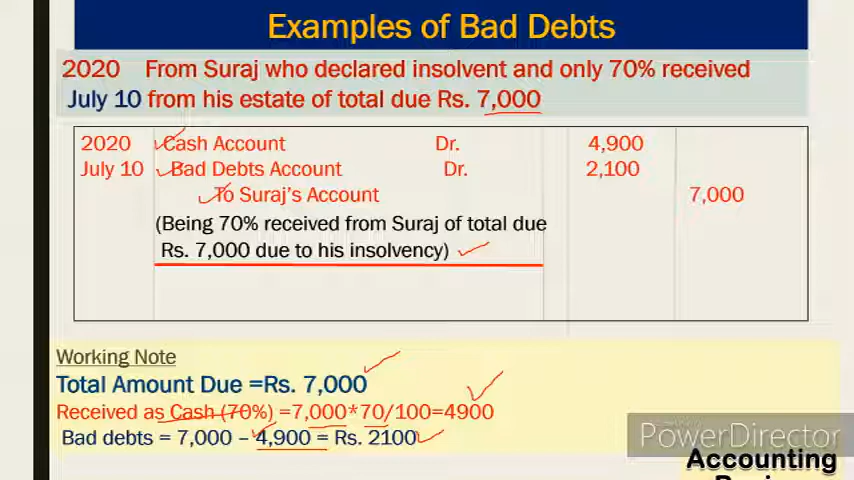 Examples of Bad Debts
2020 From Suraj who declared insolvent and only 70% received
July 10 from his estate of total due Rs. 7,000
2020 Cash Account Dr. 4,900
July 10 Bad Debts Account Dr. 2,100
To Suraj's Account 7,000
(Being 70% received from Suraj of total due
Rs. 7,000 due to his insolvency)
Working Note
Total Amount Due =Rs. 7,000
Received as Cash (70%) =7,000*70/100=4900
Bad debts = 7,000 – 4,900 = Rs. 2100
PowerDirector
Accounting